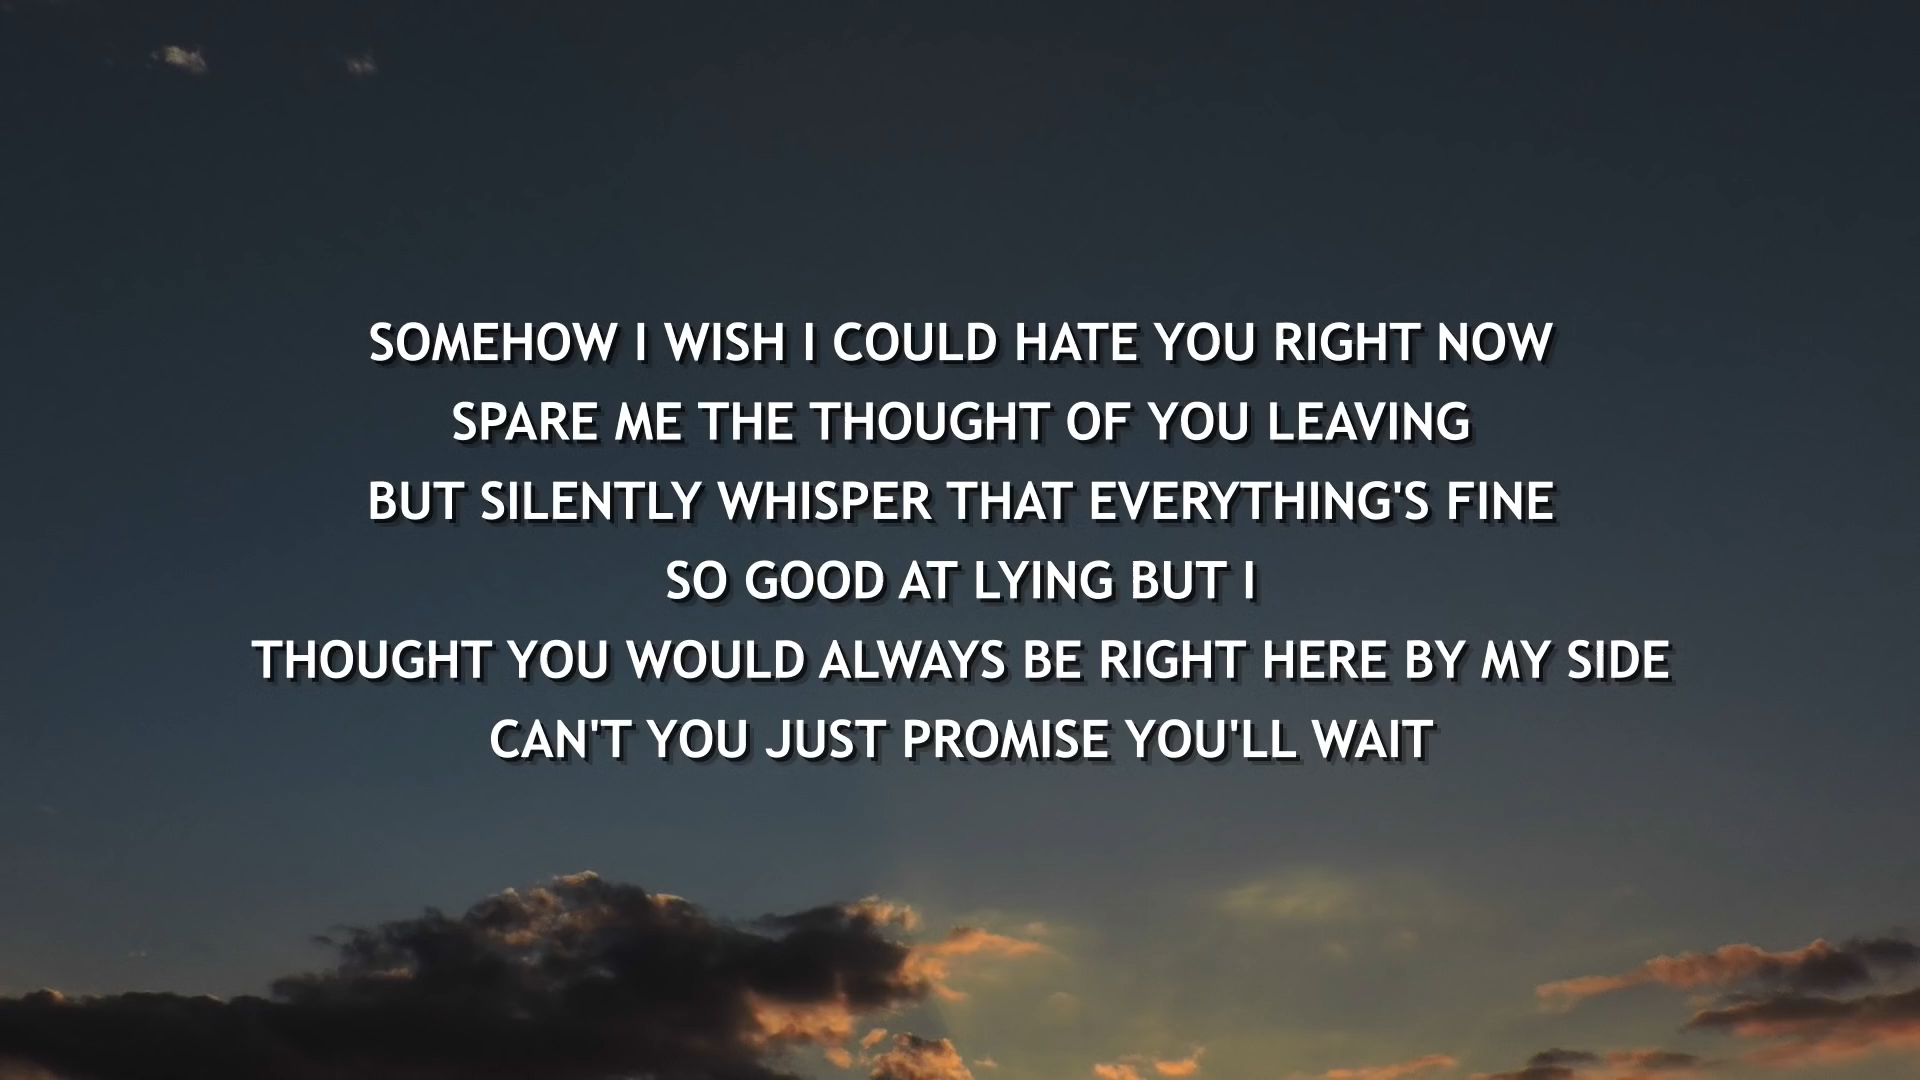 SOMEHOW I WISH I COULD HATE YOU RIGHT NOW
SPARE ME THE THOUGHT OF YOU LEAVING
BUT SILENTLY WHISPER THAT EVERYTHING'S FINE
SO GOOD AT LYING BUT I
THOUGHT YOU WOULD ALWAYS BE RIGHT HERE BY MY SIDE
CAN'T YOU JUST PROMISE YOU'LL WAIT